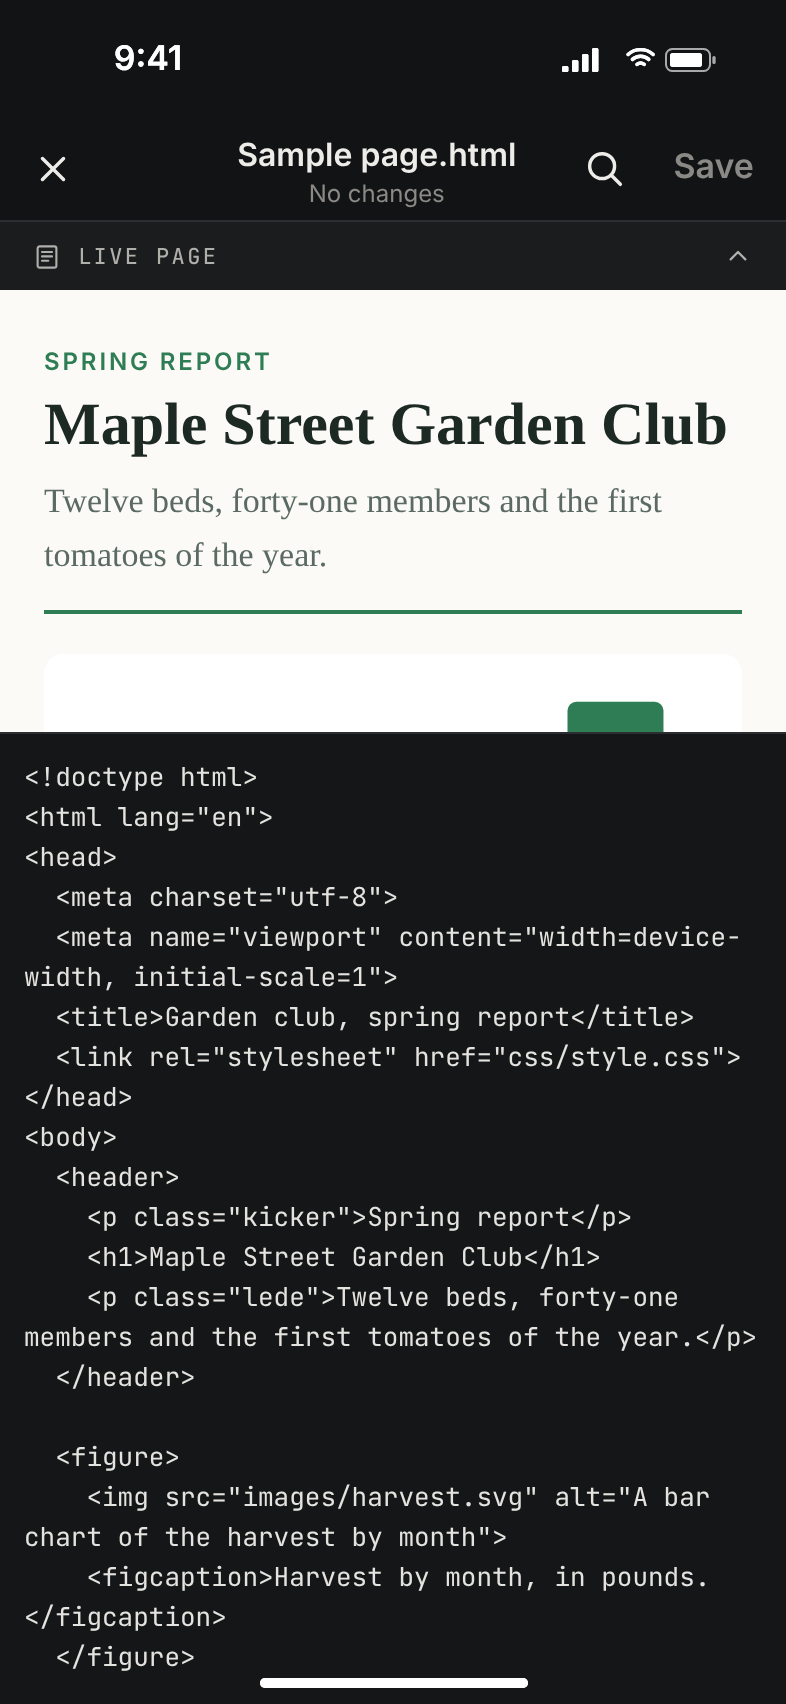 9:41
Sample page.html
No changes
Save
LIVE PAGE
SPRING REPORT
Maple Street Garden Club
Twelve beds, forty-one members and the first
tomatoes of the year.
<!doctype html>
<html lang="en">
<head>
  <meta charset="utf-8">
  <meta name="viewport" content="width=device-
width, initial-scale=1">
  <title>Garden club, spring report</title>
  <link rel="stylesheet" href="css/style.css">
</head>
<body>
  <header>
    <p class="kicker">Spring report</p>
    <h1>Maple Street Garden Club</h1>
    <p class="lede">Twelve beds, forty-one
members and the first tomatoes of the year.</p>
  </header>

  <figure>
    <img src="images/harvest.svg" alt="A bar
chart of the harvest by month">
    <figcaption>Harvest by month, in pounds.
</figcaption>
  </figure>